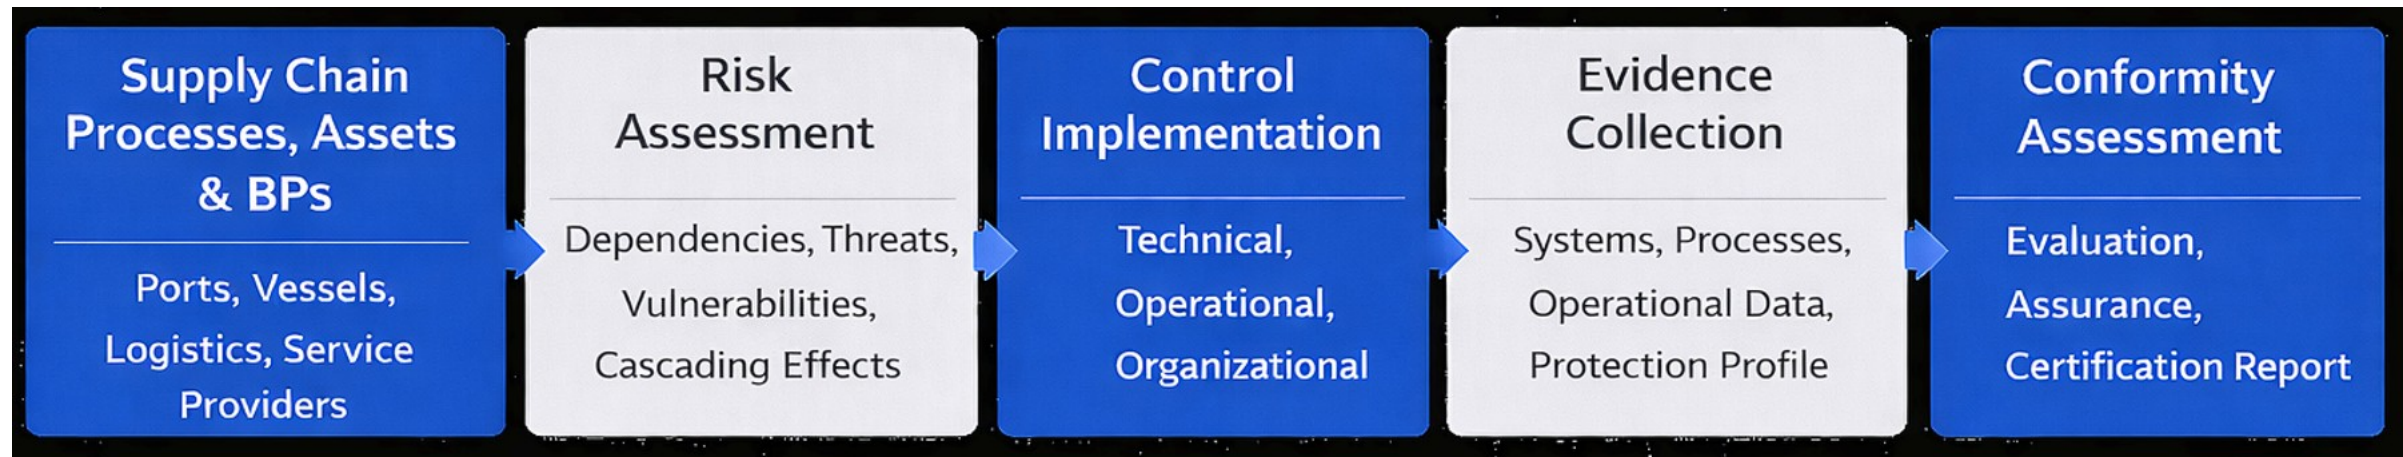 Supply Chain
Processes, Assets
& BPs
Ports, Vessels,
Logistics, Service
Providers
Risk
Assessment
Dependencies, Threats,
Vulnerabilities,
Cascading Effects
Control
Implementation
Technical,
Operational,
Organizational
Evidence
Collection
Systems, Processes,
Operational Data,
Protection Profile
Conformity
Assessment
Evaluation,
Assurance,
Certification Report